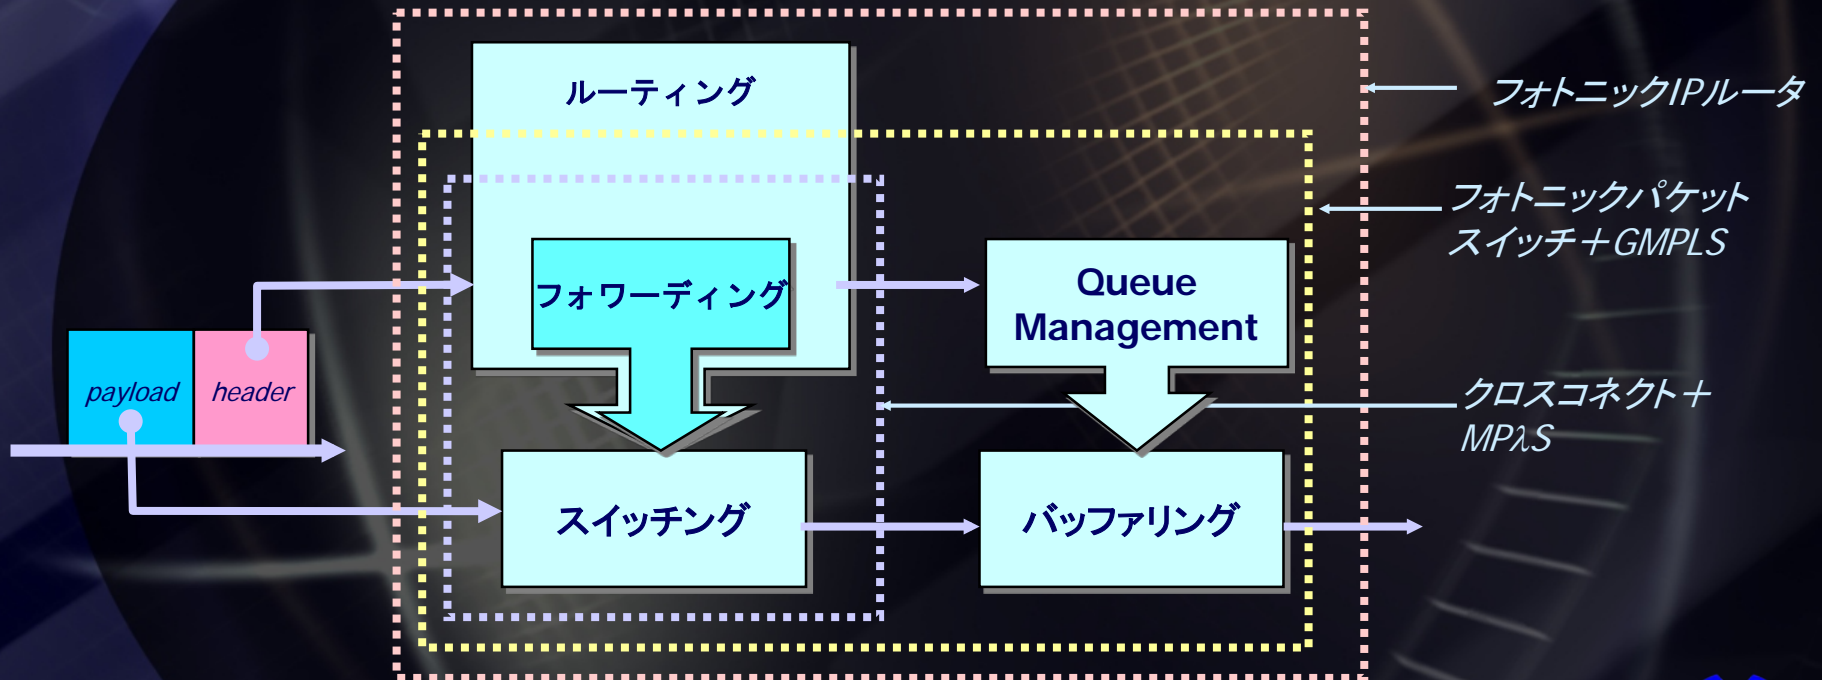 ルーティング
フォトニックIPルータ
フォトニックパケット
スイッチ＋GMPLS
フォワーディング
Queue
Management
payload
header
クロスコネクト＋
MPλS
スイッチング
バッファリング